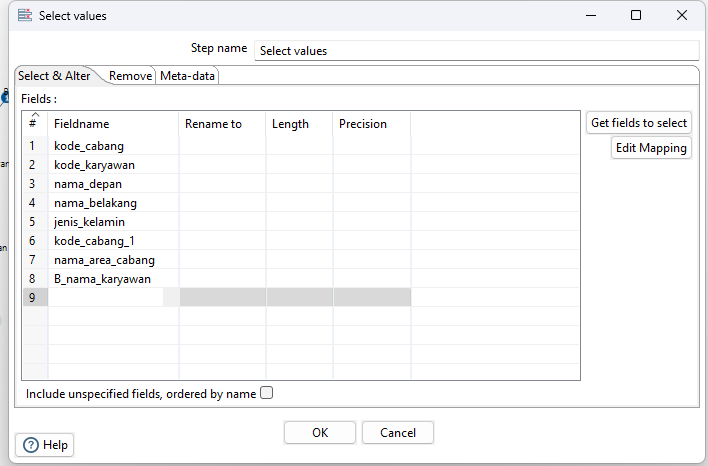 Select values
Step name Select values
Select & Alter Remove Meta-data
Fields :
# Fieldname Rename to Length Precision
1 kode_cabang
2 kode_karyawan
3 nama_depan
4 nama_belakang
5 jenis_kelamin
6 kode_cabang_1
7 nama_area_cabang
8 B_nama_karyawan
9
Get fields to select
Edit Mapping
Include unspecified fields, ordered by name
OK Cancel
Help